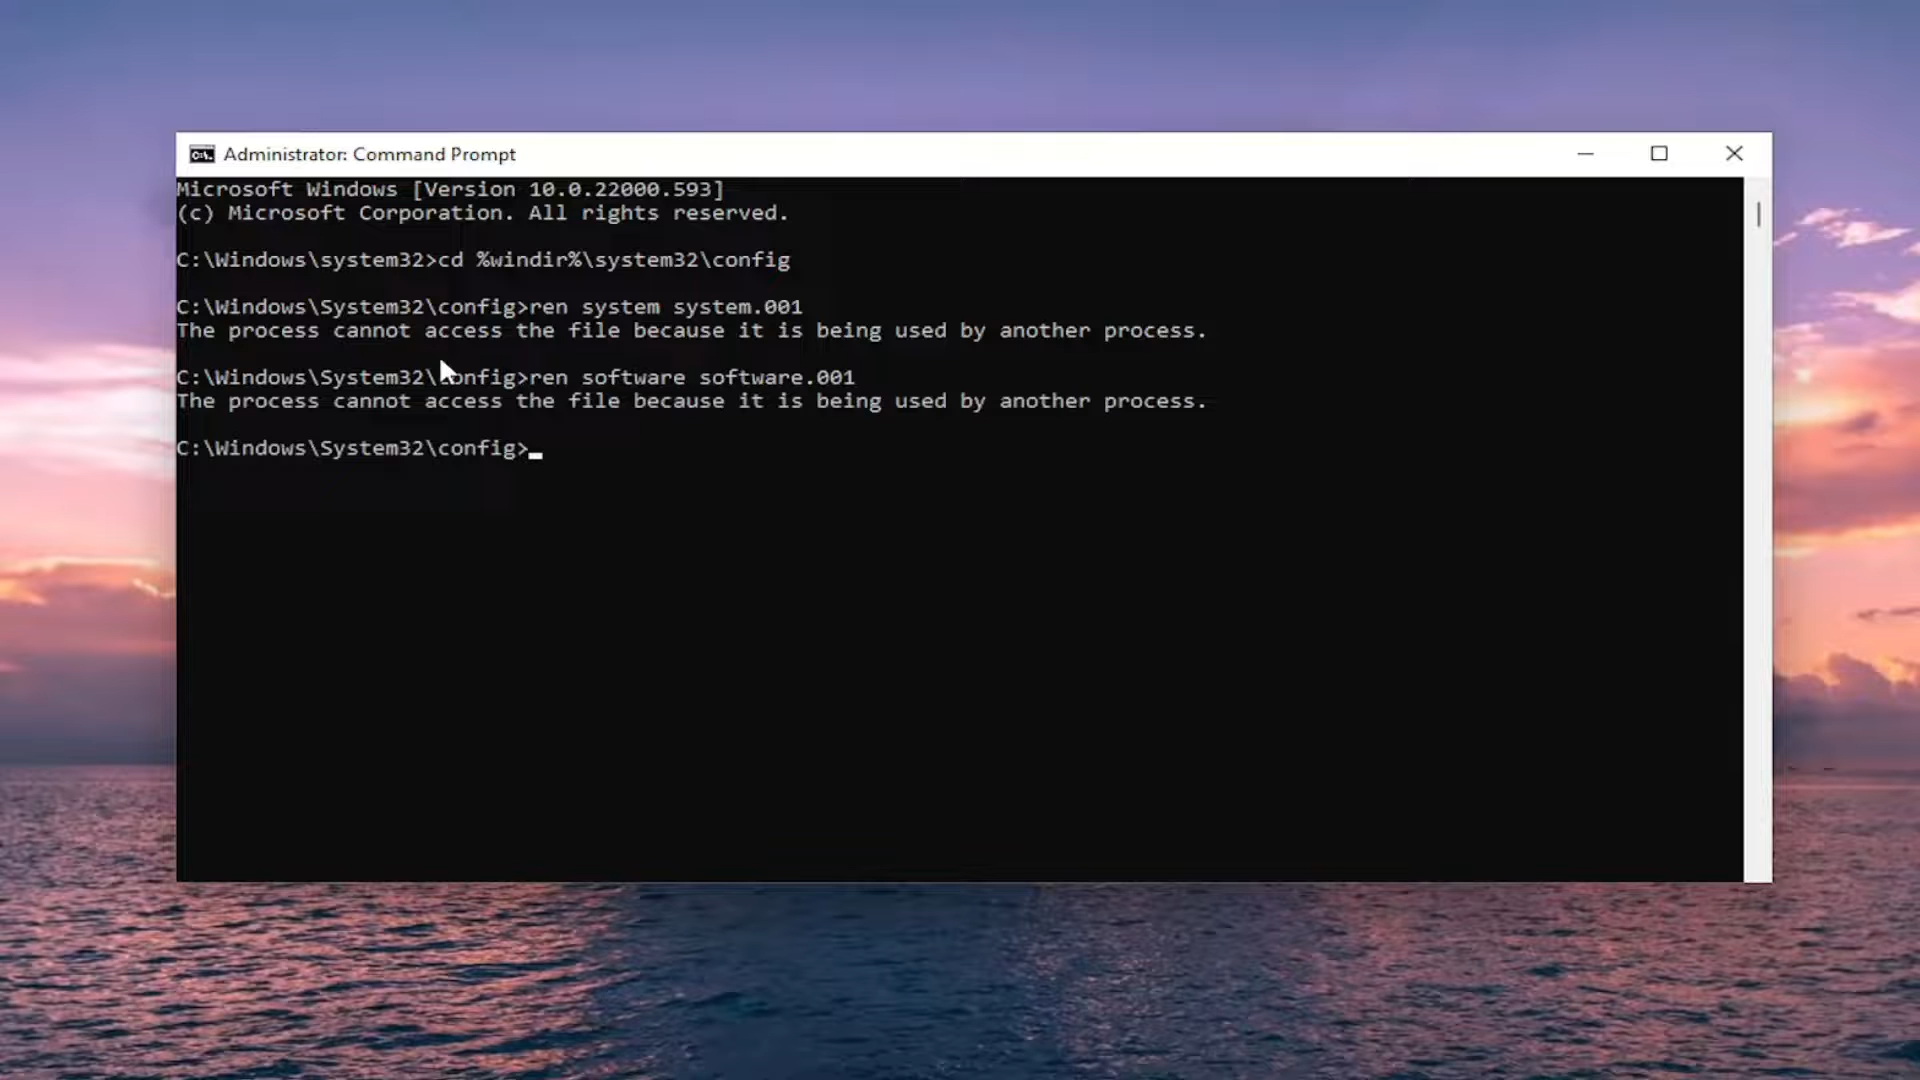 Administrator: Command Prompt
Microsoft Windows [Version 10.0.22000.593]
(c) Microsoft Corporation. All rights reserved.
C:\Windows\system32>cd %windir%\system32\config
C:\Windows\System32\config>ren system system.001
The process cannot access the file because it is being used by another process.
C:\Windows\System32\config>ren software software.001
The process cannot access the file because it is being used by another process.
C:\Windows\System32\config>